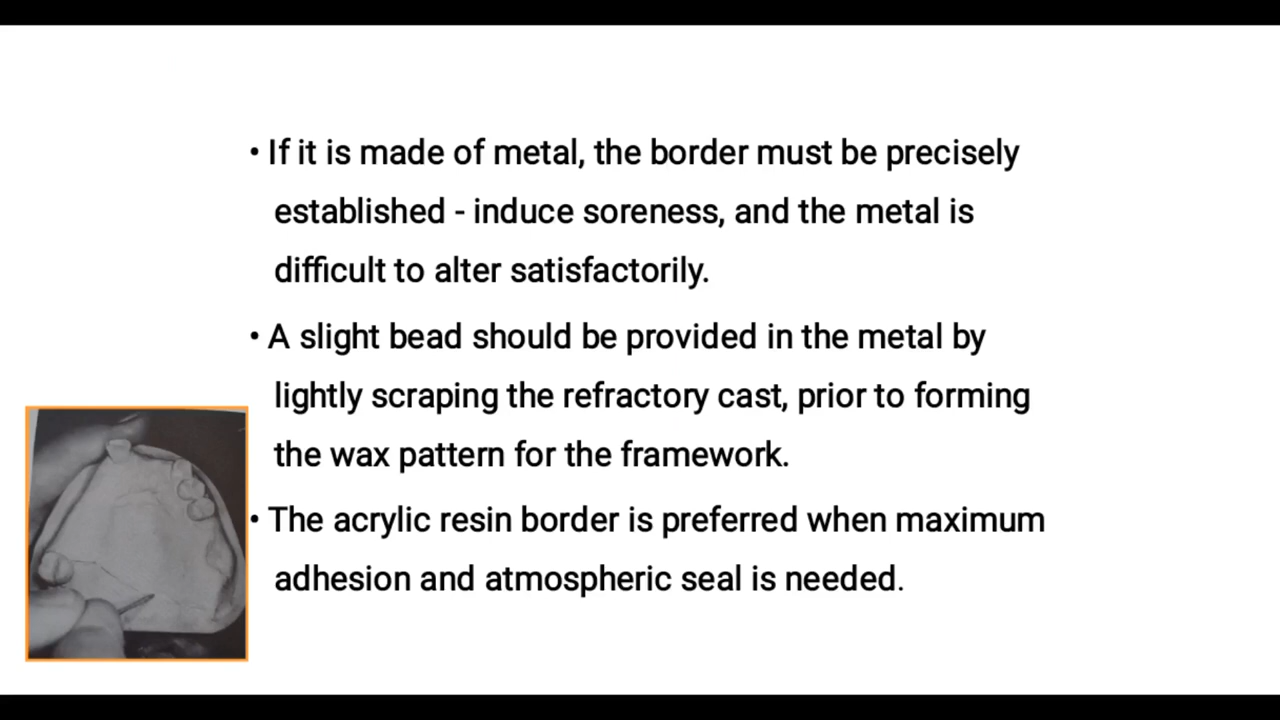 • If it is made of metal, the border must be precisely
established - induce soreness, and the metal is
difficult to alter satisfactorily.
• A slight bead should be provided in the metal by
lightly scraping the refractory cast, prior to forming
the wax pattern for the framework.
• The acrylic resin border is preferred when maximum
adhesion and atmospheric seal is needed.